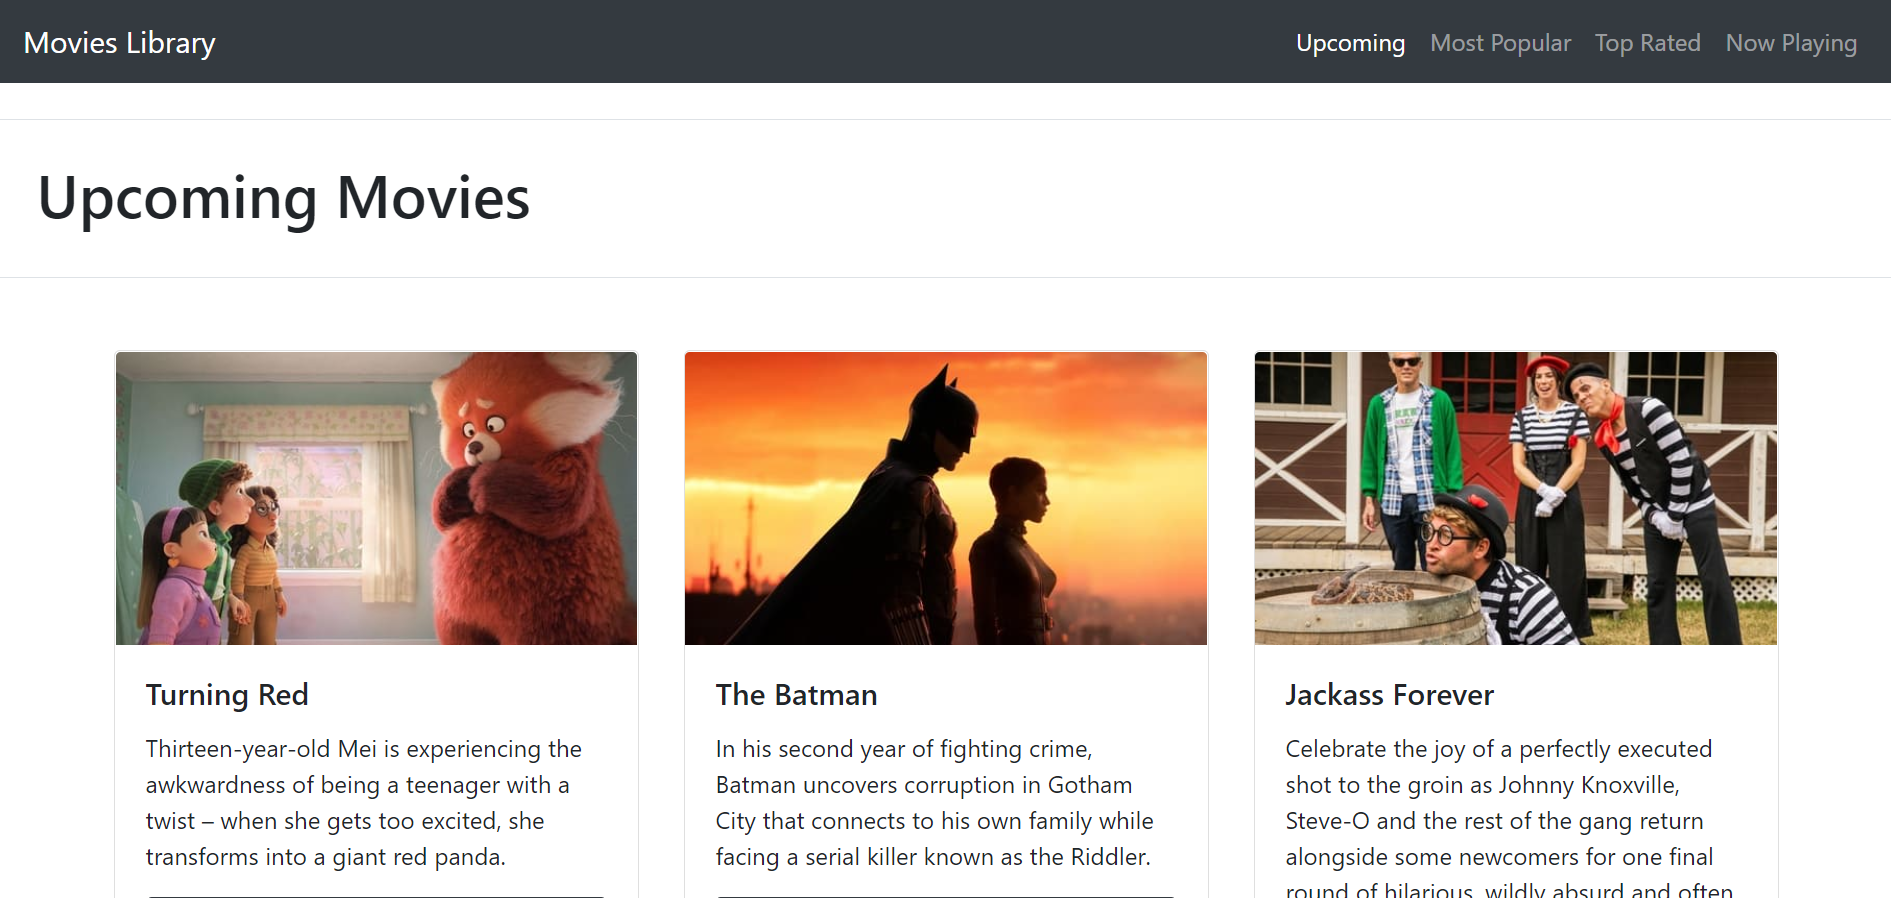 Movies Library
Upcoming Most Popular Top Rated Now Playing
Upcoming Movies
Turning Red
Thirteen-year-old Mei is experiencing the
awkwardness of being a teenager with a
twist – when she gets too excited, she
transforms into a giant red panda.
The Batman
In his second year of fighting crime,
Batman uncovers corruption in Gotham
City that connects to his own family while
facing a serial killer known as the Riddler.
Jackass Forever
Celebrate the joy of a perfectly executed
shot to the groin as Johnny Knoxville,
Steve-O and the rest of the gang return
alongside some newcomers for one final
round of hilarious, wildly absurd and often